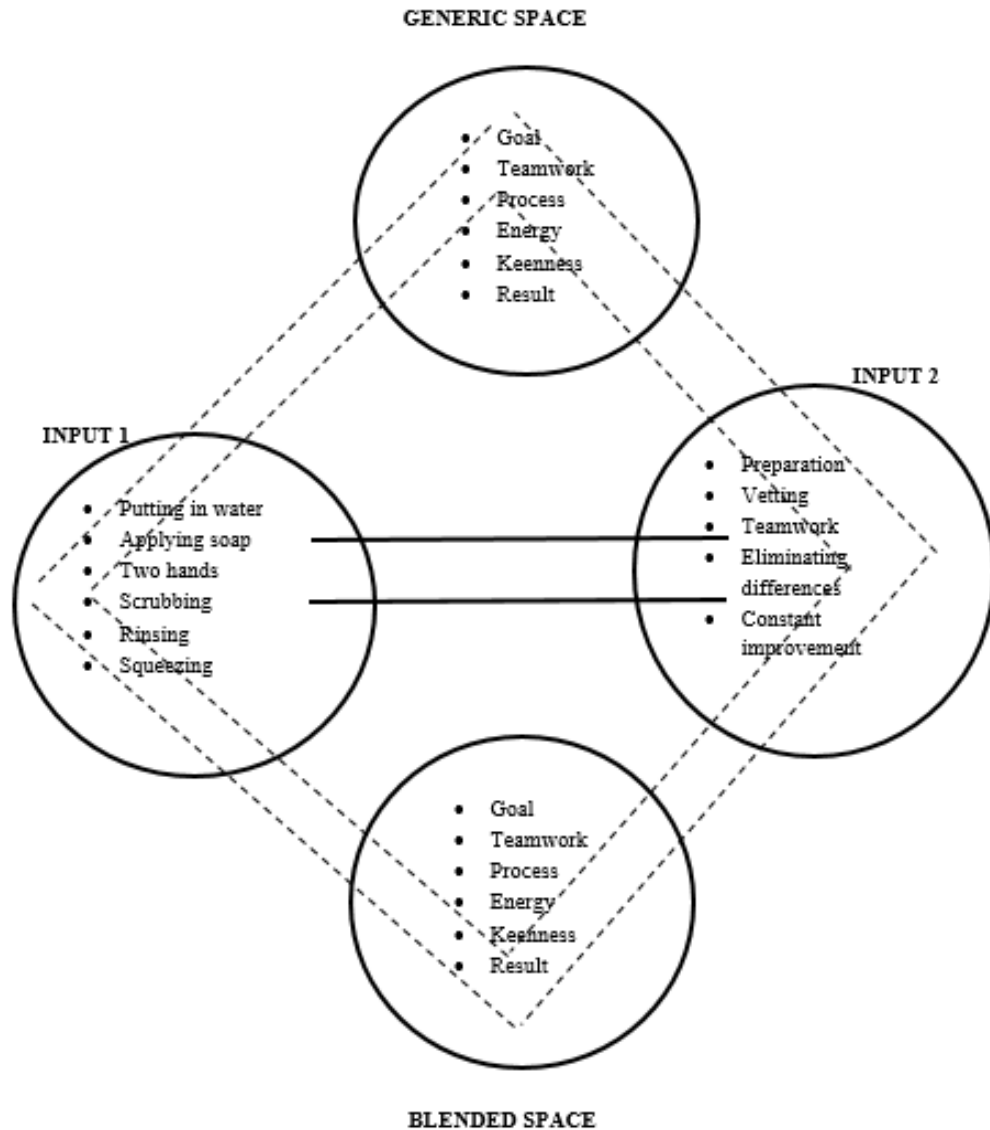 GENERIC SPACE
• Goal
• Teamwork
• Process
• Energy
• Keenness
• Result
INPUT 2
INPUT 1
• Preparation
• Vetting
• Teamwork
• Eliminating
differences
• Constant
improvement
• Putting in water
• Applying soap
• Two hands
• Scrubbing
• Rinsing
• Squeezing
• Goal
• Teamwork
• Process
• Energy
• Keenness
• Result
BLENDED SPACE